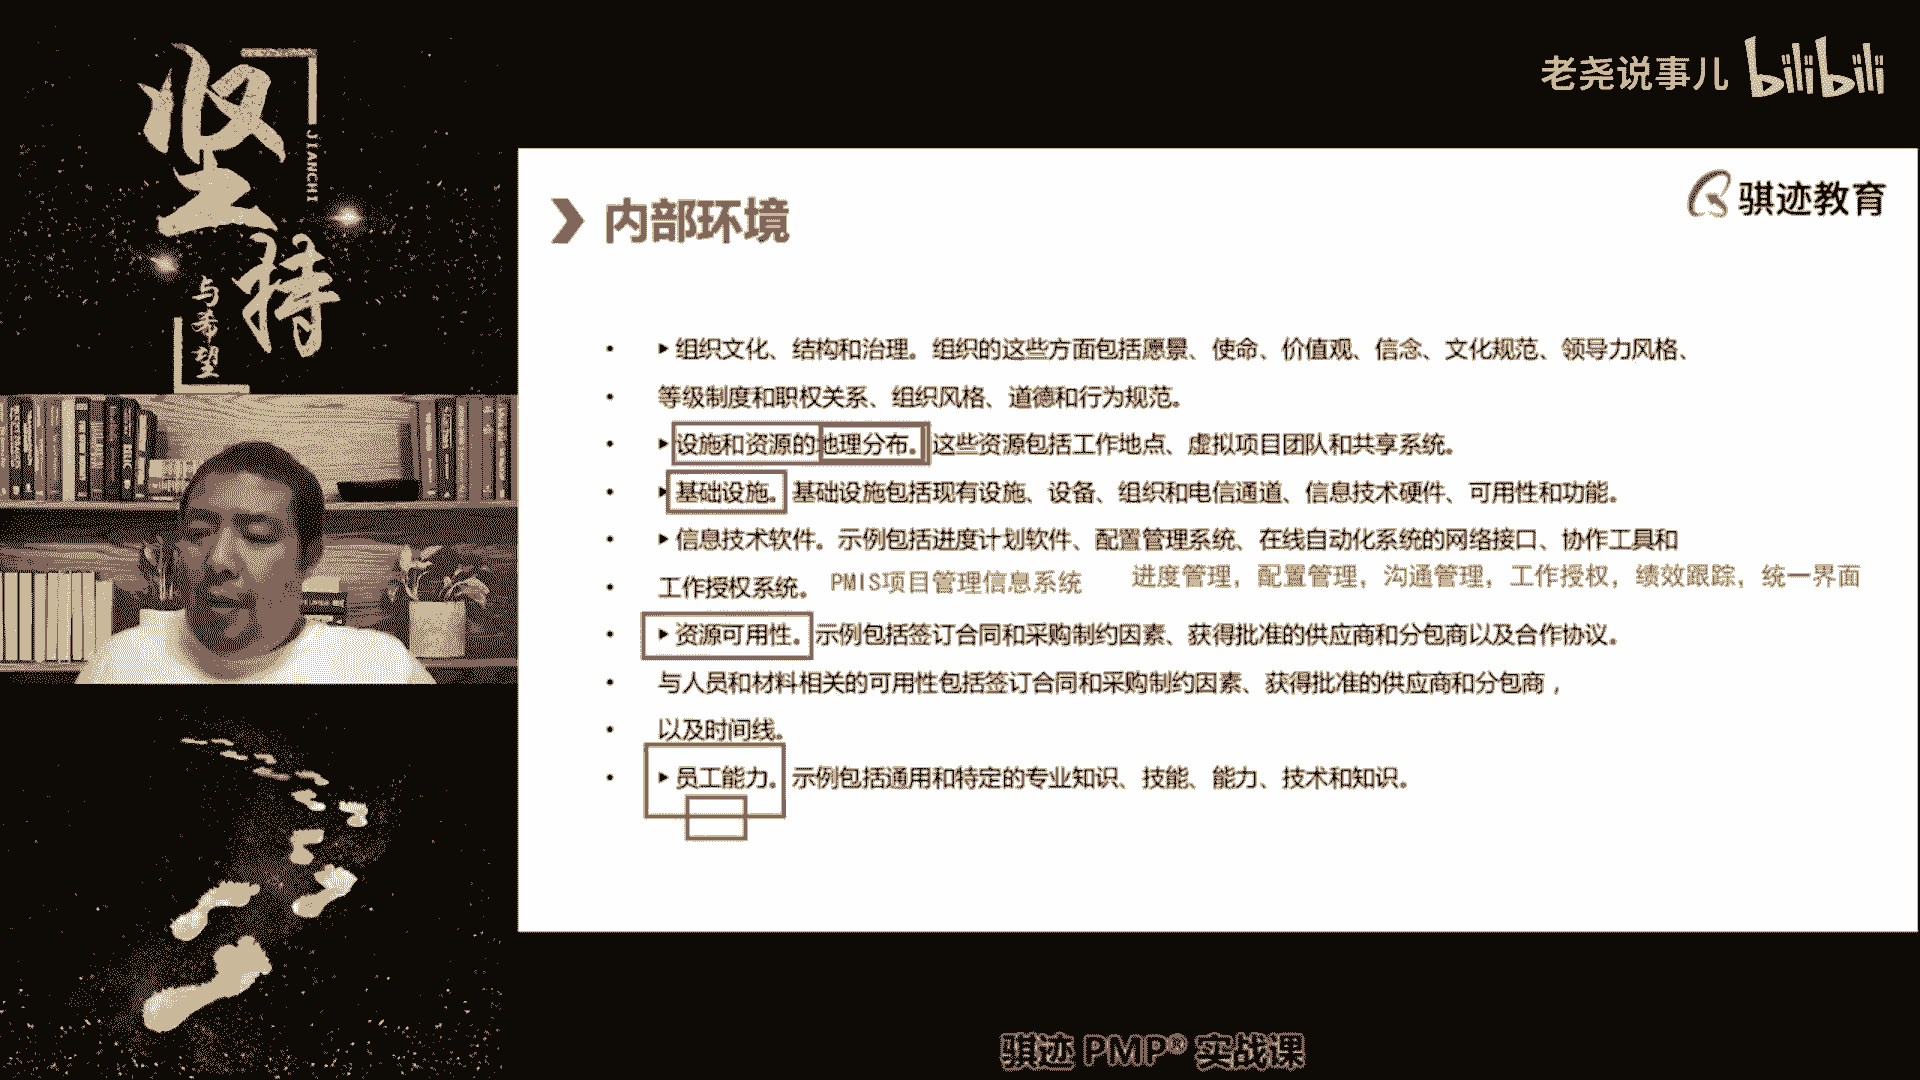 坚持
JIANCHI
与希望
老尧说事儿 bilibili
骐迹教育
内部环境
• ▶组织文化、结构和治理。组织的这些方面包括愿景、使命、价值观、信念、文化规范、领导力风格、
• 等级制度和职权关系、组织风格、道德和行为规范。
• ▶设施和资源的地理分布。这些资源包括工作地点、虚拟项目团队和共享系统。
• ▶基础设施。基础设施包括现有设施、设备、组织和电信通道、信息技术硬件、可用性和功能。
• ▶信息技术软件。示例包括进度计划软件、配置管理系统、在线自动化系统的网络接口、协作工具和
• 工作授权系统。 PMIS项目管理信息系统 进度管理，配置管理，沟通管理，工作授权，绩效跟踪，统一界面
• ▶资源可用性。示例包括签订合同和采购制约因素、获得批准的供应商和分包商以及合作协议。
• 与人员和材料相关的可用性包括签订合同和采购制约因素、获得批准的供应商和分包商，
• 以及时间线。
• ▶员工能力。示例包括通用和特定的专业知识、技能、能力、技术和知识。
骐迹 PMP® 实战课